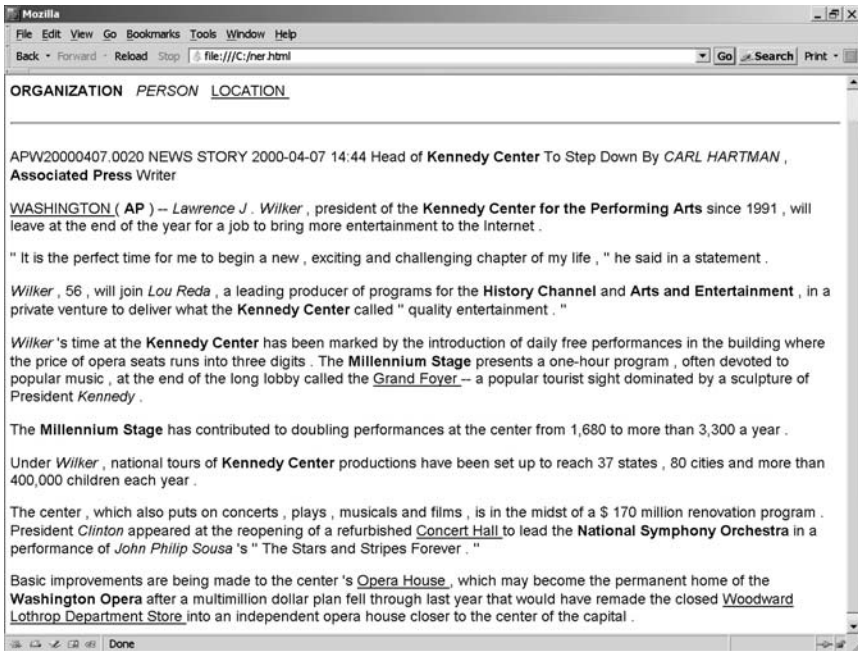 Mozilla
File Edit View Go Bookmarks Tools Window Help
Back Forward Reload Stop file:///C:/ner.html Go Search Print
ORGANIZATION PERSON LOCATION
APW20000407.0020 NEWS STORY 2000-04-07 14:44 Head of Kennedy Center To Step Down By CARL HARTMAN ,
Associated Press Writer
WASHINGTON ( AP ) -- Lawrence J . Wilker , president of the Kennedy Center for the Performing Arts since 1991 , will
leave at the end of the year for a job to bring more entertainment to the Internet .
" It is the perfect time for me to begin a new , exciting and challenging chapter of my life , " he said in a statement .
Wilker , 56 , will join Lou Reda , a leading producer of programs for the History Channel and Arts and Entertainment , in a
private venture to deliver what the Kennedy Center called " quality entertainment . "
Wilker 's time at the Kennedy Center has been marked by the introduction of daily free performances in the building where
the price of opera seats runs into three digits . The Millennium Stage presents a one-hour program , often devoted to
popular music , at the end of the long lobby called the Grand Foyer -- a popular tourist sight dominated by a sculpture of
President Kennedy .
The Millennium Stage has contributed to doubling performances at the center from 1,680 to more than 3,300 a year .
Under Wilker , national tours of Kennedy Center productions have been set up to reach 37 states , 80 cities and more than
400,000 children each year .
The center , which also puts on concerts , plays , musicals and films , is in the midst of a $ 170 million renovation program .
President Clinton appeared at the reopening of a refurbished Concert Hall to lead the National Symphony Orchestra in a
performance of John Philip Sousa 's " The Stars and Stripes Forever . "
Basic improvements are being made to the center 's Opera House , which may become the permanent home of the
Washington Opera after a multimillion dollar plan fell through last year that would have remade the closed Woodward
Lothrop Department Store into an independent opera house closer to the center of the capital .
Done